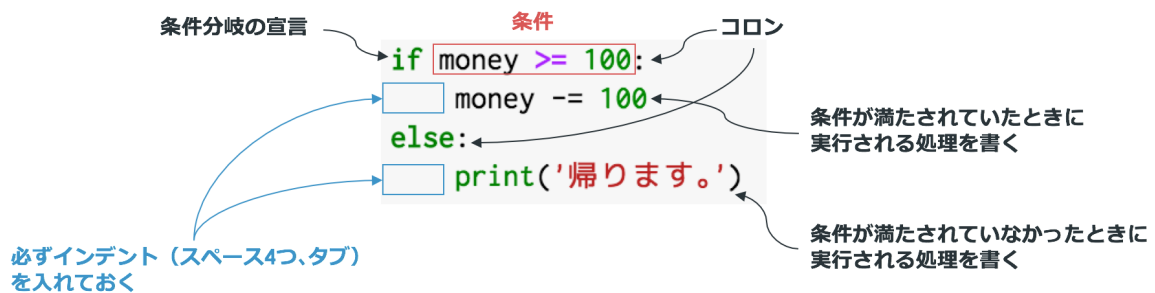 条件
条件分岐の宣言
コロン
if money >= 100:
money -= 100
else:
print('帰ります。')
条件が満たされていたときに
実行される処理を書く
条件が満たされていなかったときに
実行される処理を書く
必ずインデント（スペース4つ、タブ）
を入れておく